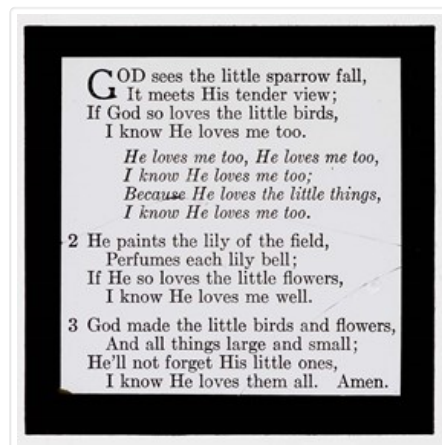 GOD sees the little sparrow fall,
It meets His tender view;
If God so loves the little birds,
I know He loves me too.
He loves me too, He loves me too,
I know He loves me too;
Because He loves the little things,
I know He loves me too.
2 He paints the lily of the field,
Perfumes each lily bell;
If He so loves the little flowers,
I know He loves me well.
3 God made the little birds and flowers,
And all things large and small;
He'll not forget His little ones,
I know He loves them all. Amen.